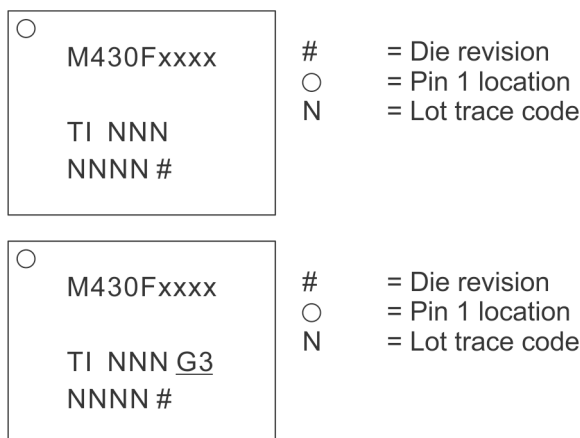 M430Fxxxx
TI NNN
NNNN #
# = Die revision
○ = Pin 1 location
N = Lot trace code
M430Fxxxx
TI NNN G3
NNNN #
# = Die revision
○ = Pin 1 location
N = Lot trace code